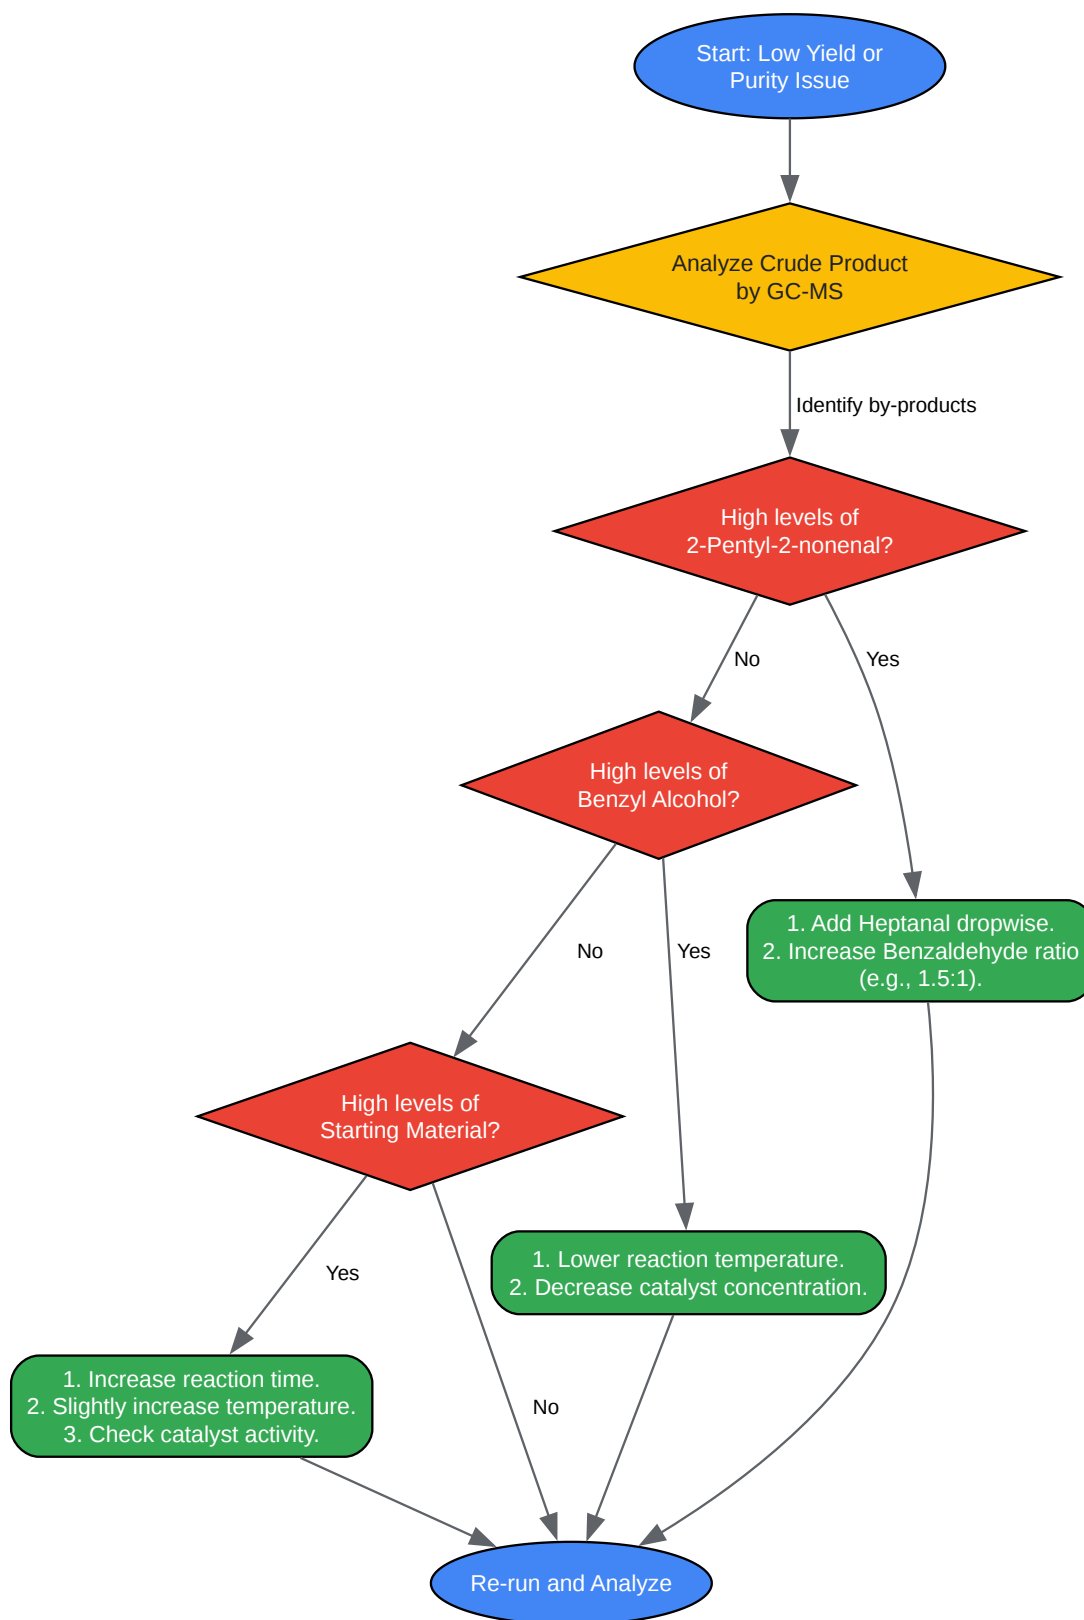 Start: Low Yield or
Purity Issue
Analyze Crude Product
by GC-MS
Identify by-products
High levels of
2-Pentyl-2-nonenal?
No
Yes
High levels of
Benzyl Alcohol?
1. Add Heptanal dropwise.
2. Increase Benzaldehyde ratio
(e.g., 1.5:1).
No
Yes
High levels of
Starting Material?
1. Lower reaction temperature.
2. Decrease catalyst concentration.
Yes
1. Increase reaction time.
2. Slightly increase temperature.
3. Check catalyst activity.
No
Re-run and Analyze